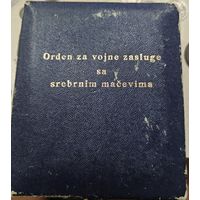 Orden za vojne zasluge
sa
srebrnim mačevima